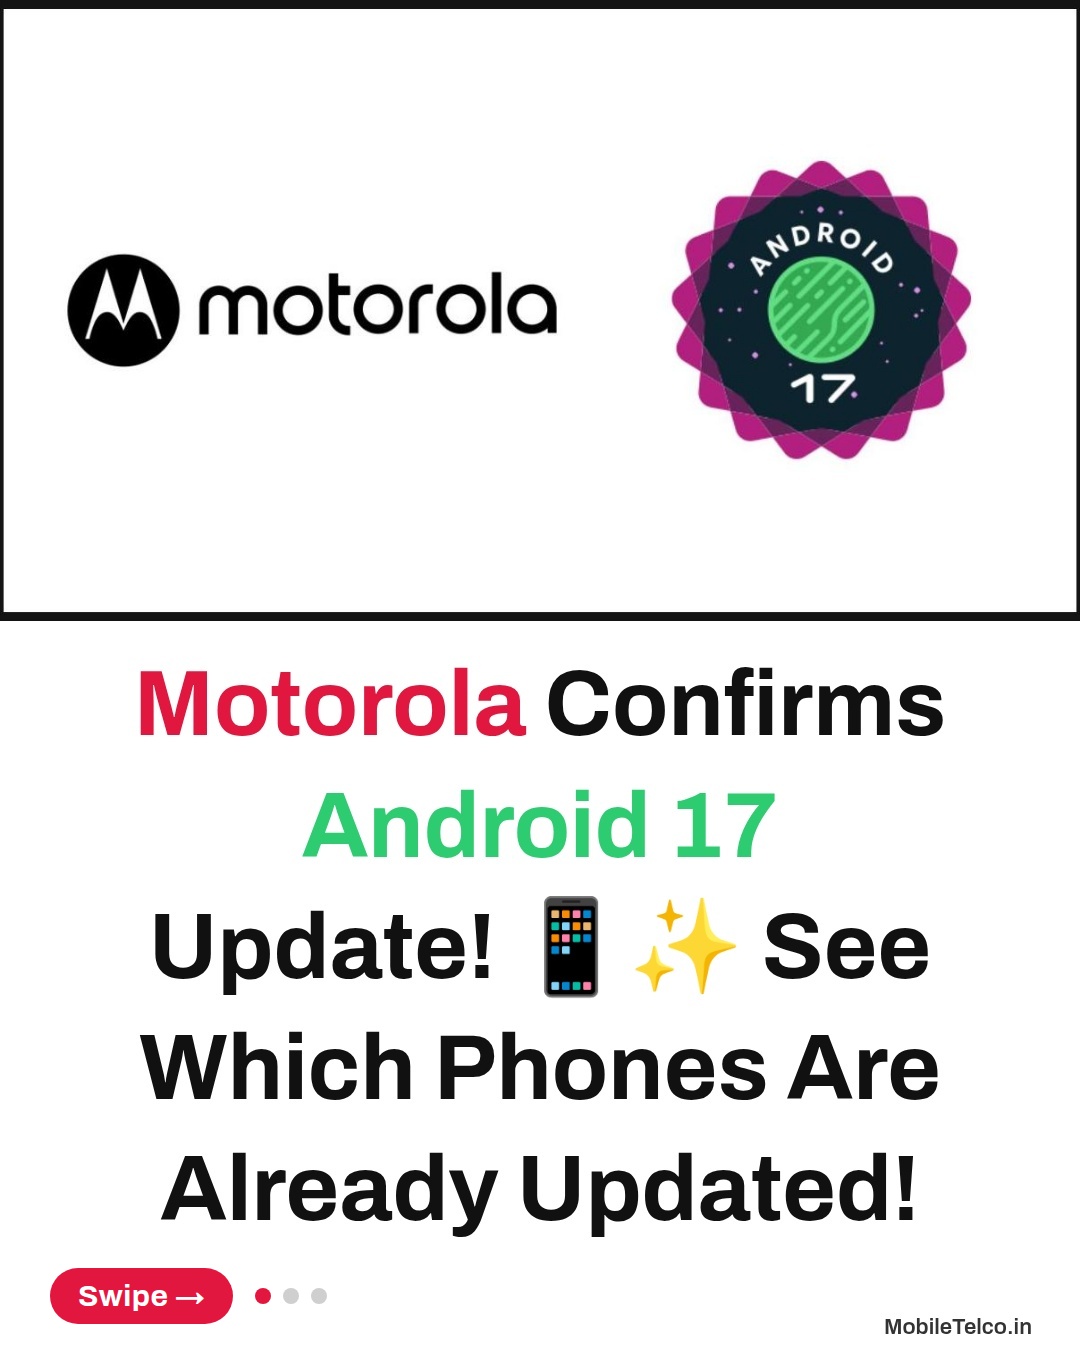 motorola
ANDROID
17
Motorola Confirms
Android 17
Update! 📱✨ See
Which Phones Are
Already Updated!
Swipe →
MobileTelco.in